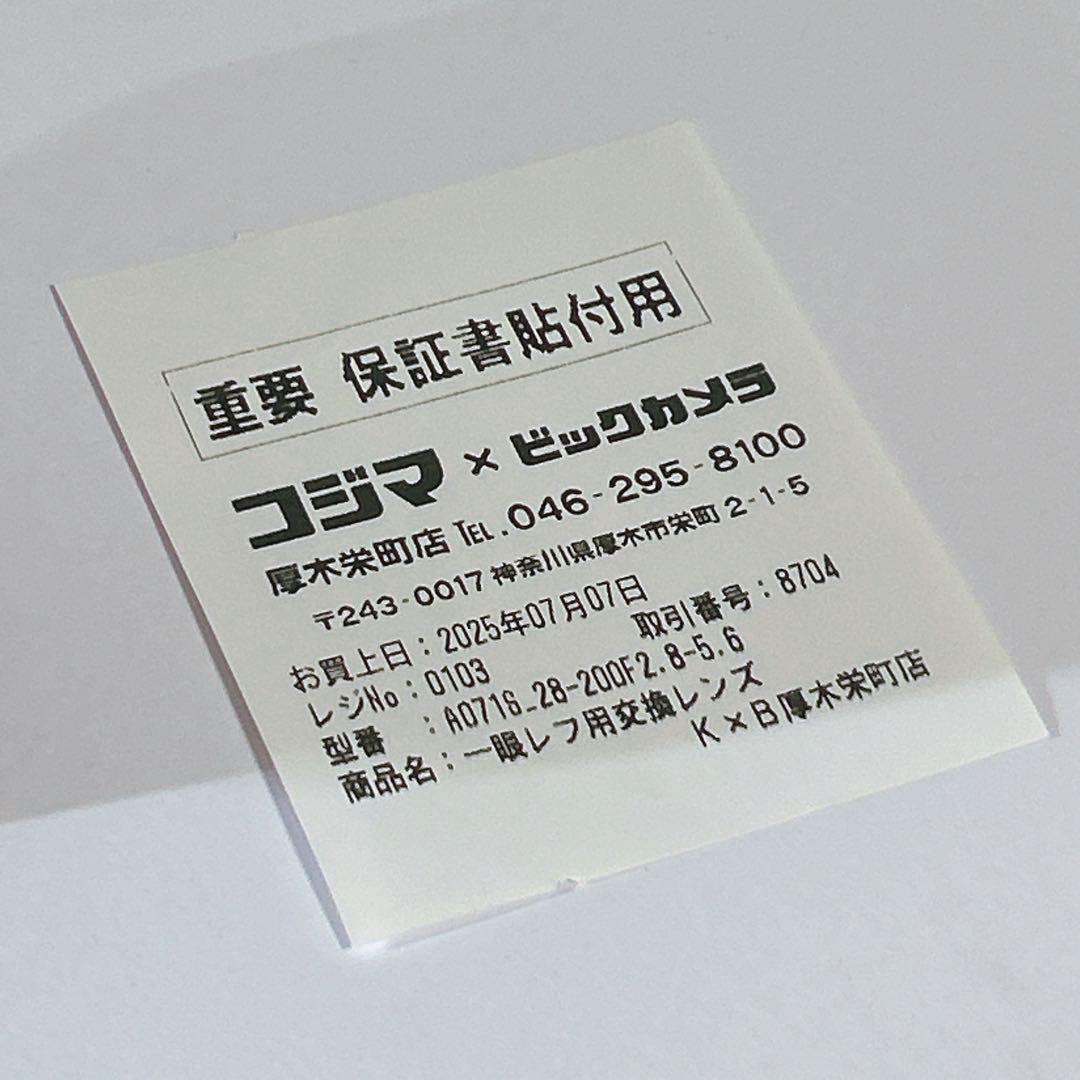 重要 保証書貼付用
コジマ×ビックカメラ
厚木栄町店 TEL.046-295-8100
〒243-0017 神奈川県厚木市栄町2-1-5
お買上日:2025年07月07日
レジNo:0103 取引番号:8704
型番 :A071S_28-200F2.8-5.6
商品名:一眼レフ用交換レンズ
K×B厚木栄町店